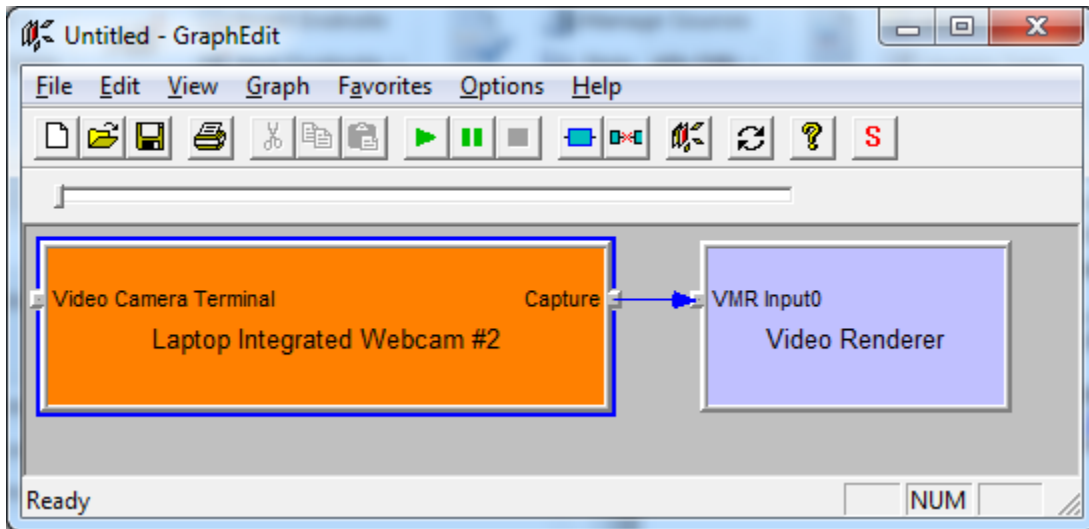 Untitled - GraphEdit
File Edit View Graph Favorites Options Help
S
Video Camera Terminal Capture VMR Input0
Laptop Integrated Webcam #2 Video Renderer
Ready NUM